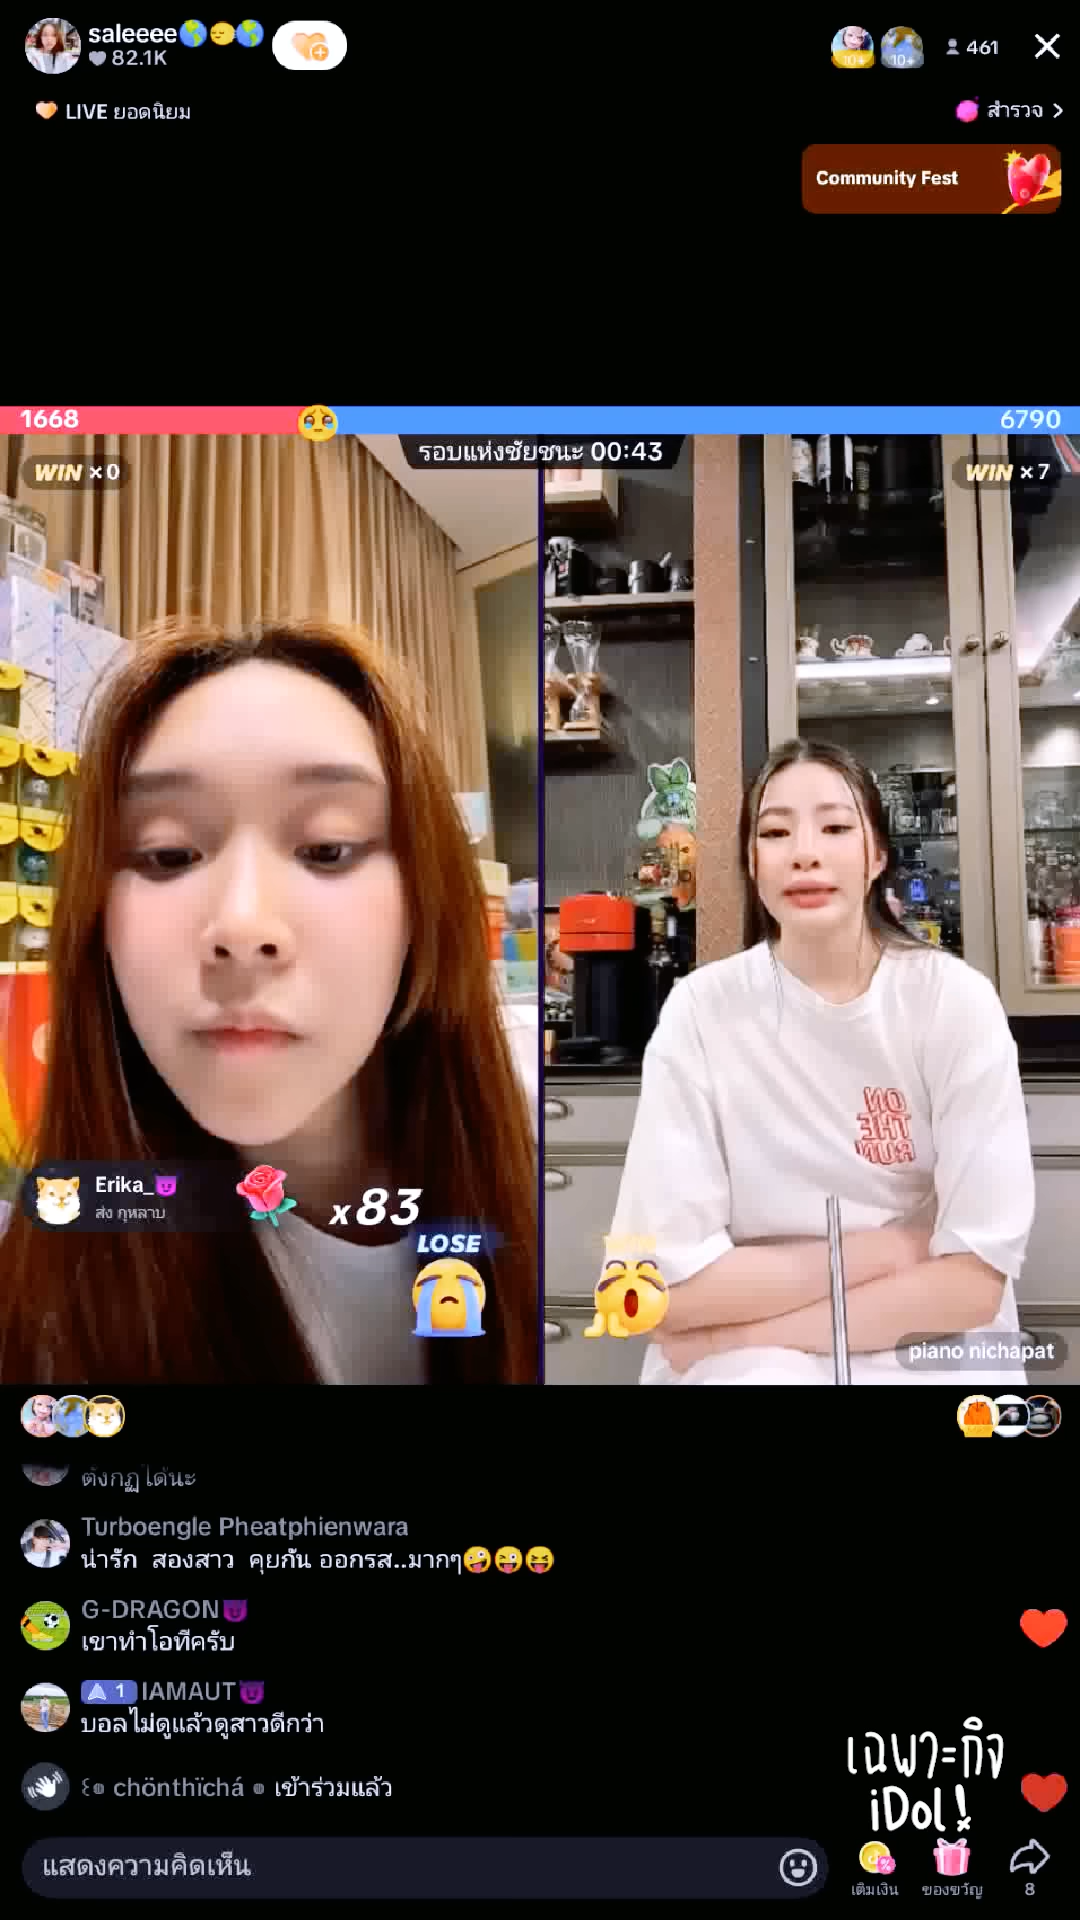 saleeee🌎😔🌎
82.1K
10+
10+
461
LIVE ยอดนิยม
สำรวจ
Community Fest
1668
6790
รอบแห่งชัยชนะ 00:43
WIN x 0
WIN x 7
ON
THE
RUN
Erika_😈
ส่ง กุหลาบ
x83
LOSE
WIN
piano nichapat
ตั้งกฏได้นะ
Turboengle Pheatphienwara
น่ารัก สองสาว คุยกัน ออกรส..มากๆ🤪😜😝
G-DRAGON😈
เขาทำโอทีครับ
1 IAMAUT😈
บอลไม่ดูแล้วดูสาวดีกว่า
chönthïchá เข้าร่วมแล้ว
เฉพาะกิจ
iDol!
แสดงความคิดเห็น
เติมเงิน
ของขวัญ
8